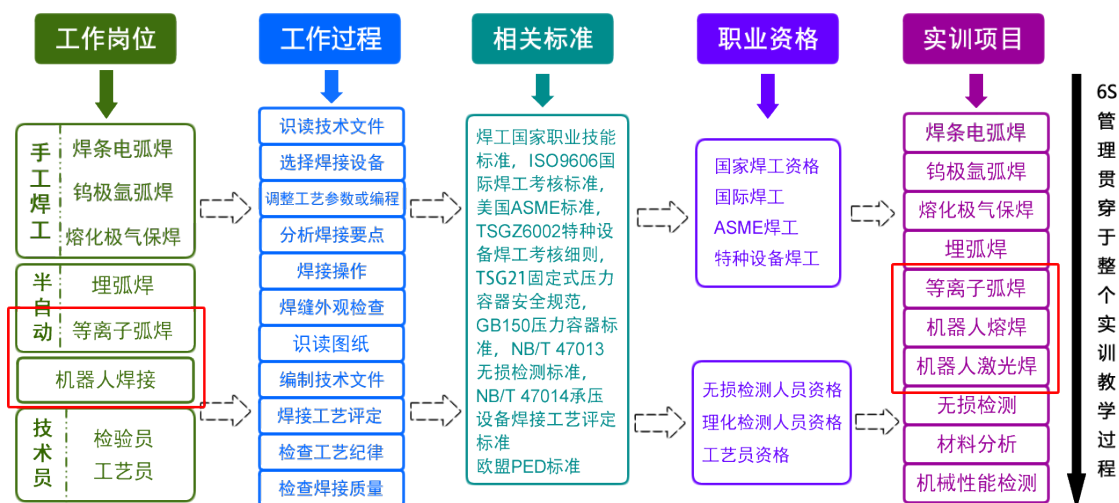 工作岗位
工作过程
相关标准
职业资格
实训项目
手工焊工
焊条电弧焊
钨极氩弧焊
熔化极气保焊
半自动
埋弧焊
等离子弧焊
机器人焊接
技术员
检验员
工艺员
识读技术文件
选择焊接设备
调整工艺参数或编程
分析焊接要点
焊接操作
焊缝外观检查
识读图纸
编制技术文件
焊接工艺评定
检查工艺纪律
检查焊接质量
焊工国家职业技能
标准，ISO9606国
际焊工考核标准，
美国ASME标准，
TSGZ6002特种设
备焊工考核细则，
TSG21固定式压力
容器安全规范，
GB150压力容器标
准，NB/T 47013
无损检测标准，
NB/T 47014承压
设备焊接工艺评定
标准
欧盟PED标准
国家焊工资格
国际焊工
ASME焊工
特种设备焊工
无损检测人员资格
理化检测人员资格
工艺员资格
焊条电弧焊
钨极氩弧焊
熔化极气保焊
埋弧焊
等离子弧焊
机器人熔焊
机器人激光焊
无损检测
材料分析
机械性能检测
6S管理贯穿于整个实训教学过程